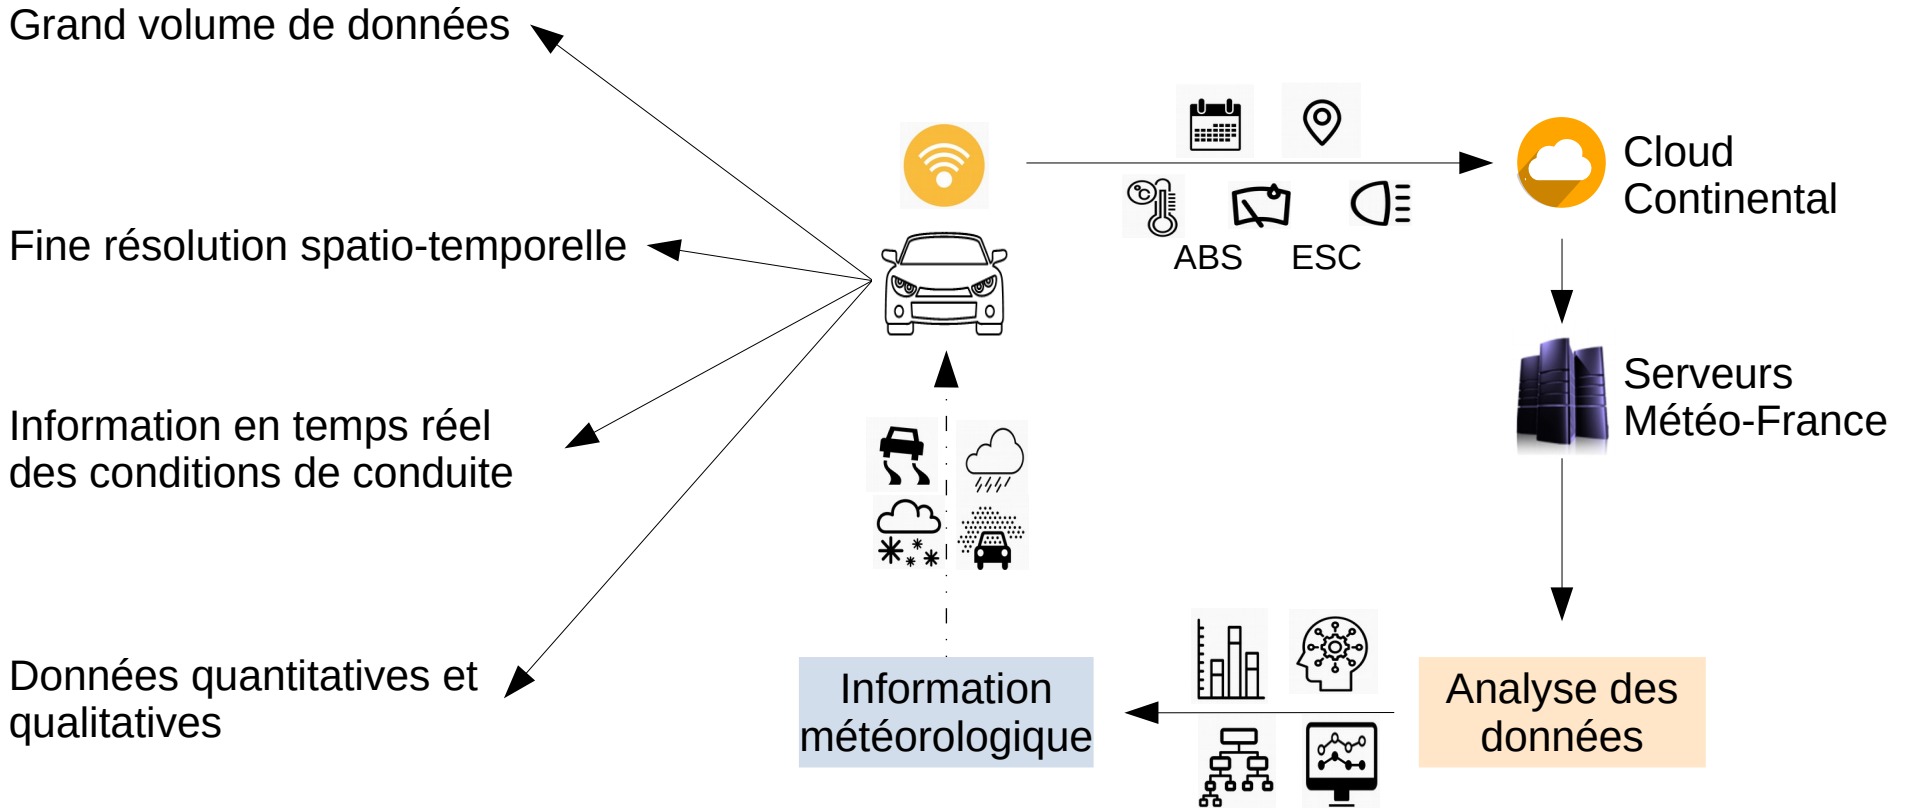 Grand volume de données
Fine résolution spatio-temporelle
Information en temps réel
des conditions de conduite
Données quantitatives et
qualitatives
°C
ABS ESC
Cloud
Continental
Serveurs
Météo-France
Analyse des
données
Information
météorologique